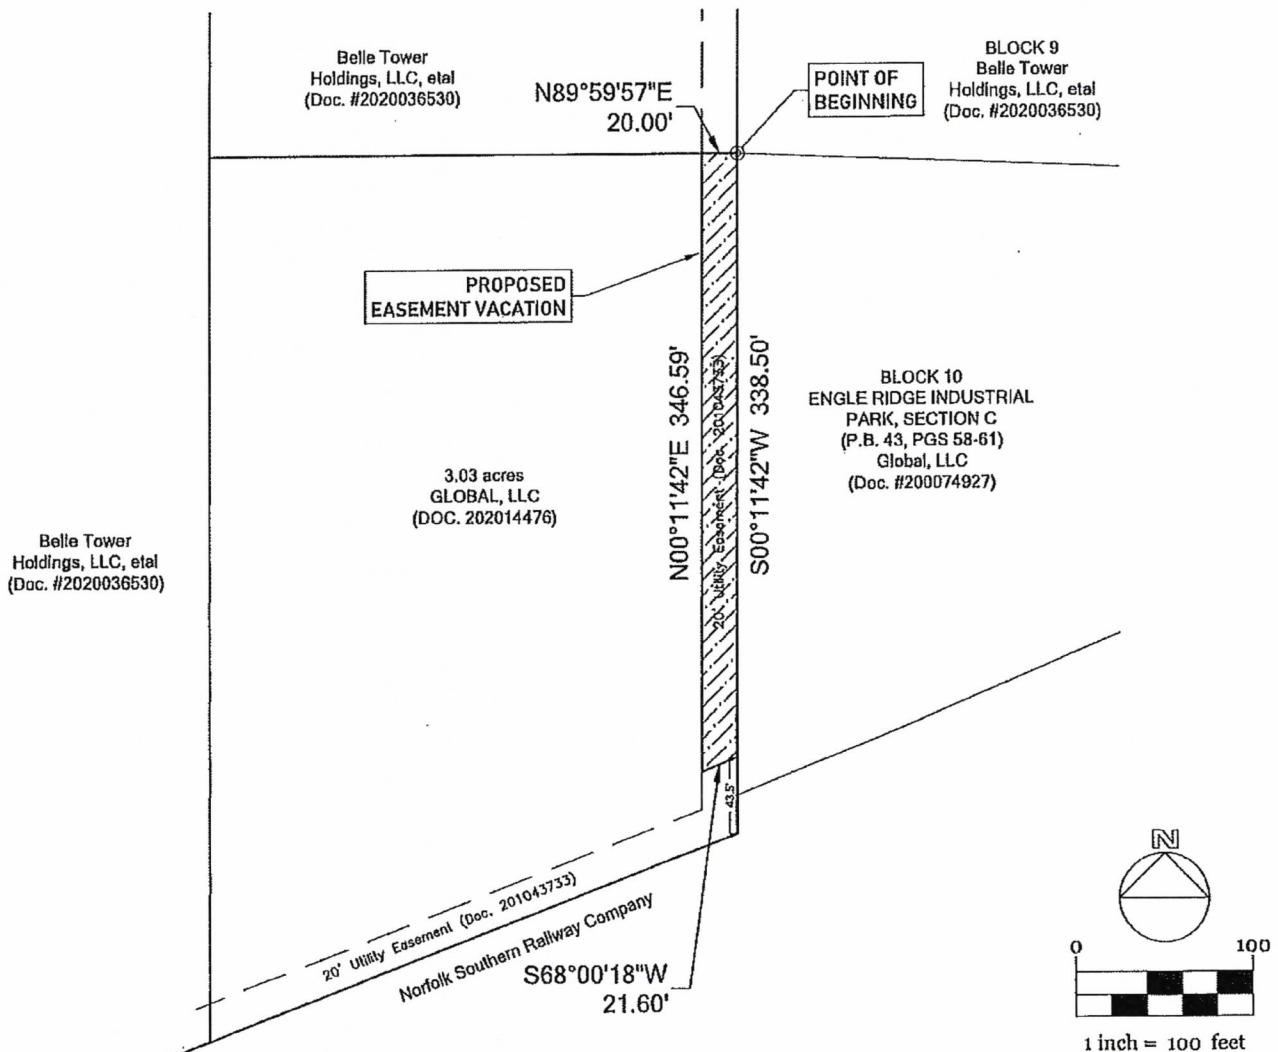 Belle Tower
Holdings, LLC, etal
(Doc. #2020036530)
N89°59'57"E
20.00'
POINT OF
BEGINNING
BLOCK 9
Belle Tower
Holdings, LLC, etal
(Doc. #2020036530)
PROPOSED
EASEMENT VACATION
N00°11'42"E 346.59'
20' Utility Easement (Doc. 201043733)
S00°11'42"W 338.50'
BLOCK 10
ENGLE RIDGE INDUSTRIAL
PARK, SECTION C
(P.B. 43, PGS 58-61)
Global, LLC
(Doc. #200074927)
3.03 acres
GLOBAL, LLC
(DOC. 202014476)
Belle Tower
Holdings, LLC, etal
(Doc. #2020036530)
43.5'
20' Utility Easement (Doc. 201043733)
Norfolk Southern Railway Company
S68°00'18"W
21.60'
N
0 100
1 inch = 100 feet